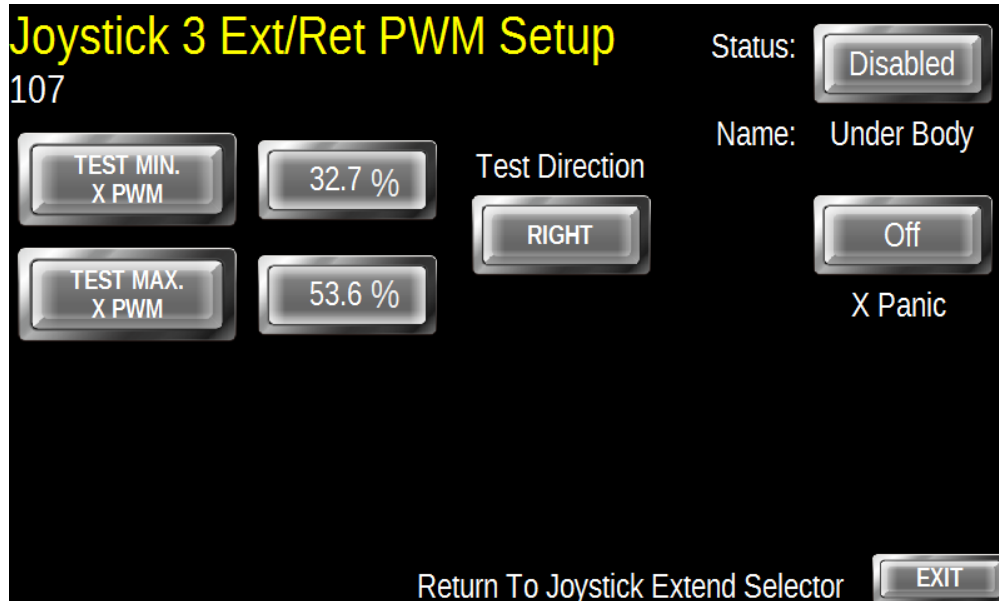 Joystick 3 Ext/Ret PWM Setup
107
Status:
Disabled
Name:
Under Body
TEST MIN.
X PWM
32.7 %
Test Direction
RIGHT
Off
X Panic
TEST MAX.
X PWM
53.6 %
Return To Joystick Extend Selector
EXIT